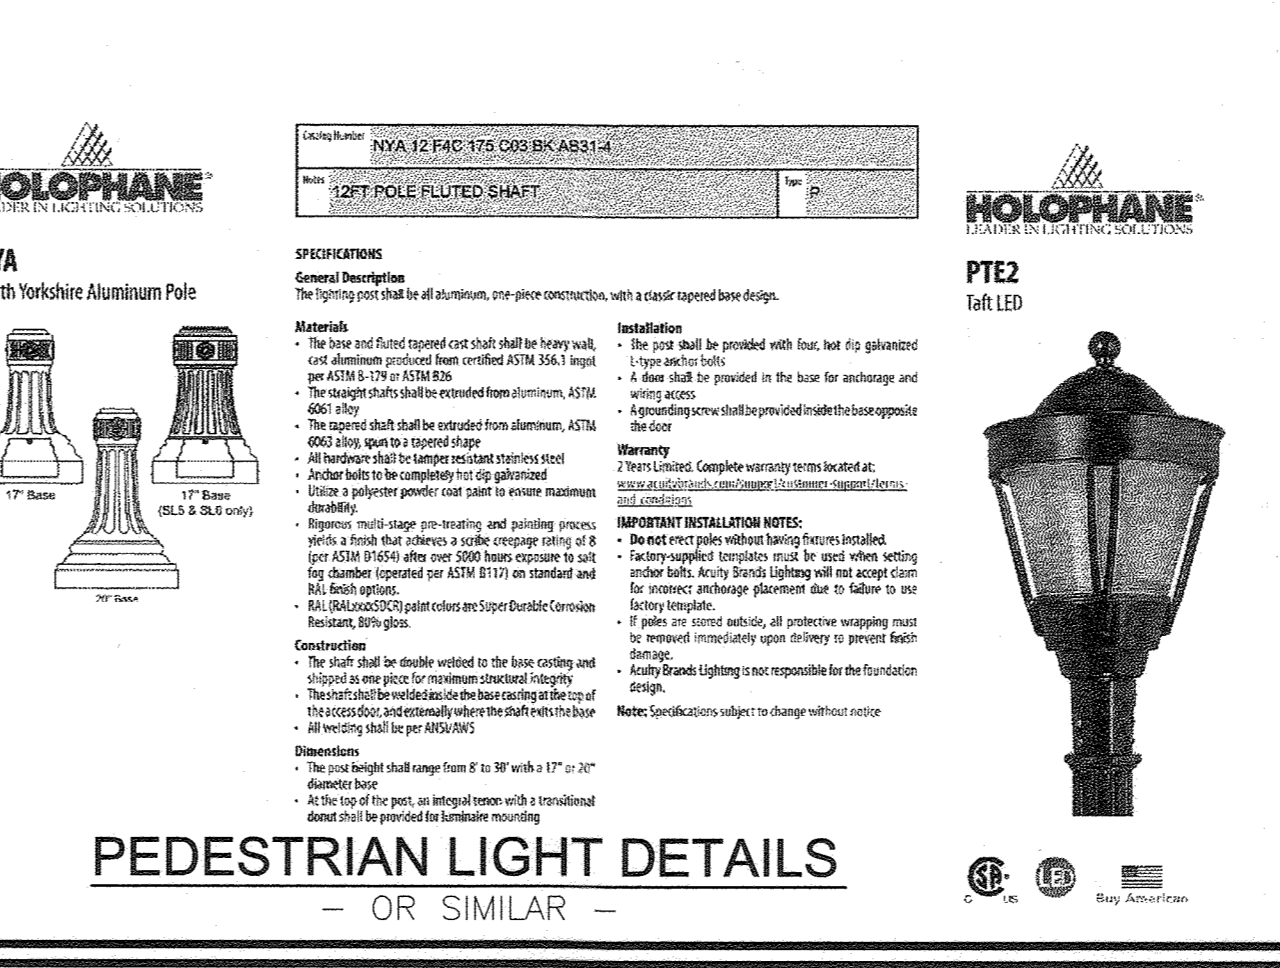 OLOPHANE®
DER IN LIGHTING SOLUTIONS
YA
th Yorkshire Aluminum Pole
17" Base
17" Base
(SL5 & SL6 only)
20" Base
Catalog Number
NYA 12 F4C 175 C03 BK AB31-4
Notes
12FT POLE FLUTED SHAFT
Type
P
SPECIFICATIONS
General Description
The lighting post shall be all aluminum, one-piece construction, with a classic tapered base design.
Materials
• The base and fluted tapered cast shaft shall be heavy wall,
cast aluminum produced from certified ASTM 356.1 ingot
per ASTM B-179 or ASTM B26
• The straight shafts shall be extruded from aluminum, ASTM
6061 alloy
• The tapered shaft shall be extruded from aluminum, ASTM
6063 alloy, spun to a tapered shape
• All hardware shall be tamper resistant stainless steel
• Anchor bolts to be completely hot dip galvanized
• Utilize a polyester powder coat paint to ensure maximum
durability.
• Rigorous multi-stage pre-treating and painting process
yields a finish that achieves a scribe creepage rating of 8
(per ASTM D1654) after over 5000 hours exposure to salt
fog chamber (operated per ASTM B117) on standard and
RAL finish options.
• RAL (RALxxxxSDCR) paint colors are Super Durable Corrosion
Resistant, 80% gloss.
Construction
• The shaft shall be double welded to the base casting and
shipped as one piece for maximum structural integrity
• The shaft shall be welded inside the base casting at the top of
the access door, and externally where the shaft exits the base
• All welding shall be per ANSI/AWS
Dimensions
• The post height shall range from 8' to 30' with a 17" or 20"
diameter base
• At the top of the post, an integral tenon with a transitional
donut shall be provided for luminaire mounting
Installation
• The post shall be provided with four, hot dip galvanized
L-type anchor bolts
• A door shall be provided in the base for anchorage and
wiring access
• A grounding screw shall be provided inside the base opposite
the door
Warranty
2 Years Limited. Complete warranty terms located at:
www.acuitybrands.com/support/customer-support/terms-
and_conditions
IMPORTANT INSTALLATION NOTES:
• Do not erect poles without having fixtures installed.
• Factory-supplied templates must be used when setting
anchor bolts. Acuity Brands Lighting will not accept claim
for incorrect anchorage placement due to failure to use
factory template.
• If poles are stored outside, all protective wrapping must
be removed immediately upon delivery to prevent finish
damage.
• Acuity Brands Lighting is not responsible for the foundation
design.
Note: Specifications subject to change without notice
HOLOPHANE®
LEADER IN LIGHTING SOLUTIONS
PTE2
Taft LED
C SA US
LED
Buy American
PEDESTRIAN LIGHT DETAILS
– OR SIMILAR –